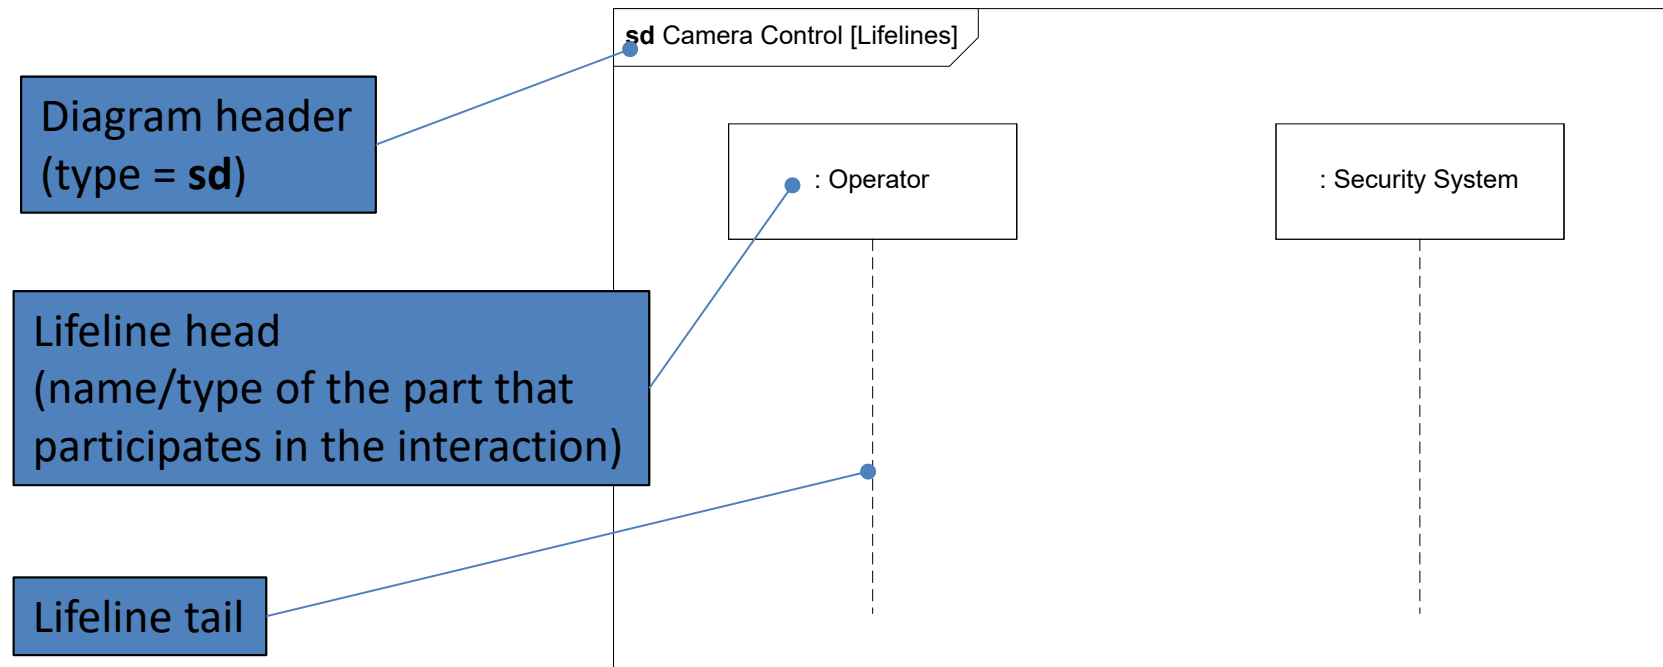 sd Camera Control [Lifelines]
Diagram header
(type = sd)
: Operator
: Security System
Lifeline head
(name/type of the part that
participates in the interaction)
Lifeline tail